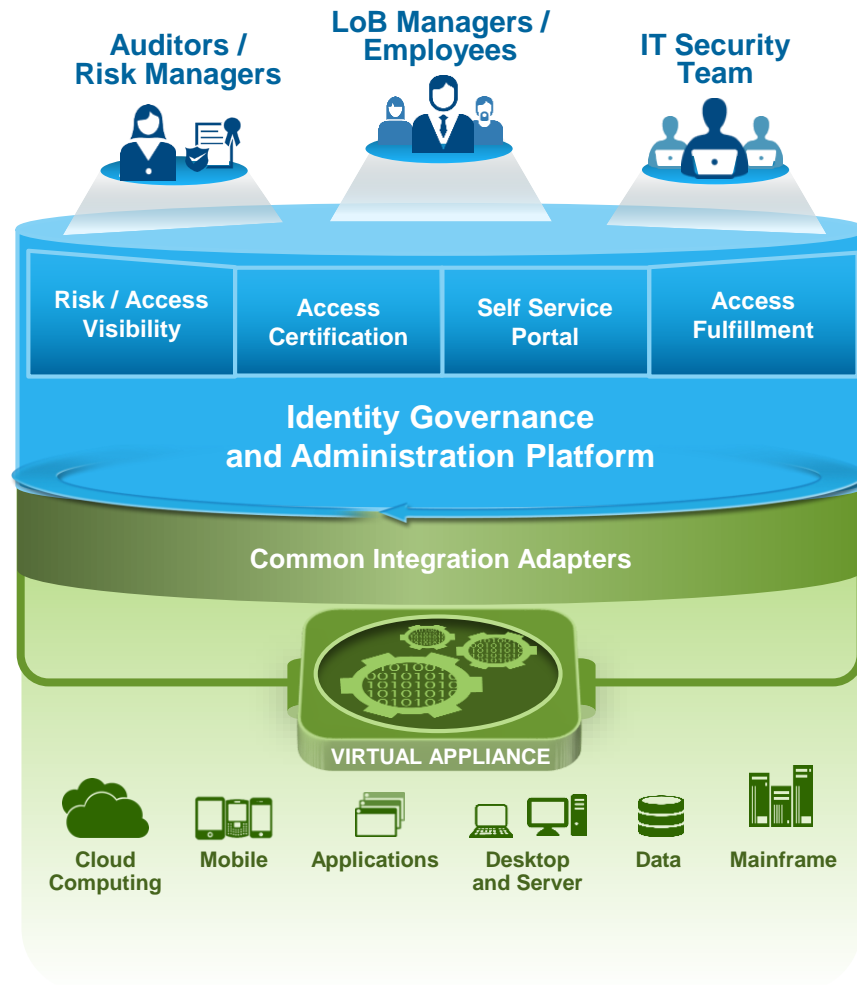 Auditors /
Risk Managers
LoB Managers /
Employees
IT Security
Team
Risk / Access
Visibility
Access
Certification
Self Service
Portal
Access
Fulfillment
Identity Governance
and Administration Platform
Common Integration Adapters
VIRTUAL APPLIANCE
Cloud
Computing
Mobile
Applications
Desktop
and Server
Data
Mainframe